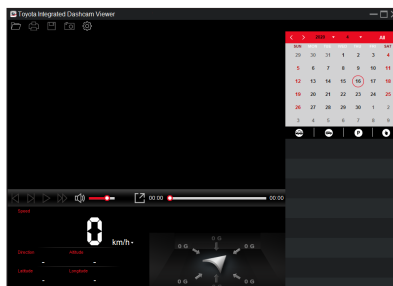 Toyota Integrated Dashcam Viewer
2025 4 All
SUN SAT
29 30 31 1 2 3 4
5 6 7 8 9 10 11
12 13 14 15 16 17 18
19 20 21 22 23 24 25
26 27 28 29 30 1 2
3 4 5 6 7 8 9
P
00:00 00:00
Speed
0 km/h
0 G
0 G 0 G
Direction Altitude
- -
Latitude Longitude
- -
0 G 0 G